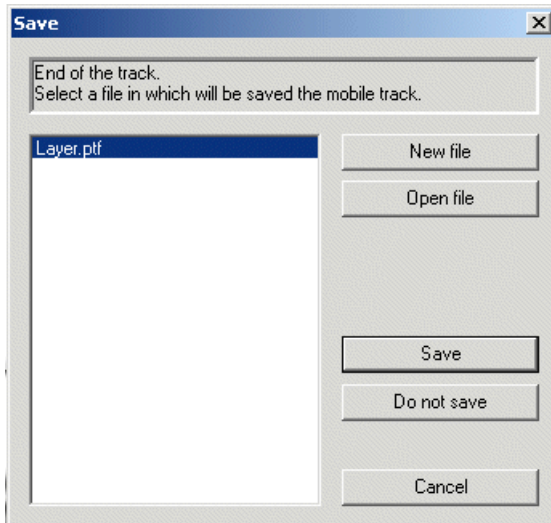 Save
End of the track.
Select a file in which will be saved the mobile track.
Layer.ptf
New file
Open file
Save
Do not save
Cancel